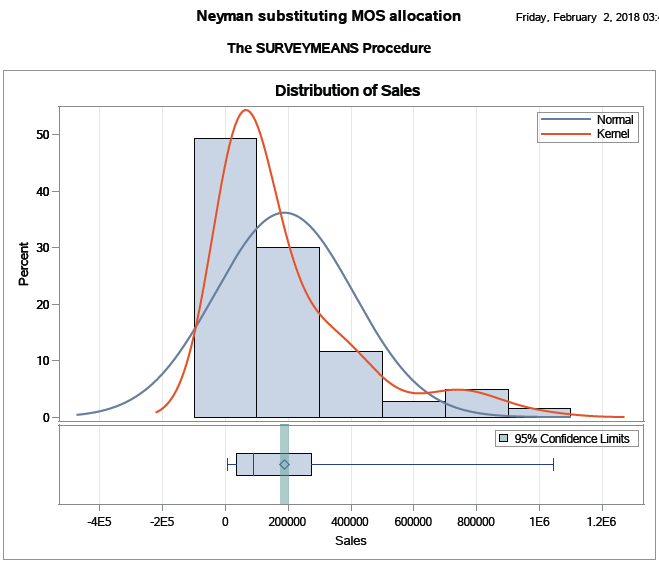 Neyman substituting MOS allocation
Friday, February 2, 2018 03:
The SURVEYMEANS Procedure
Distribution of Sales
Normal
Kernel
50
40
30
20
10
0
Percent
95% Confidence Limits
-4E5 -2E5 0 200000 400000 600000 800000 1E6 1.2E6
Sales